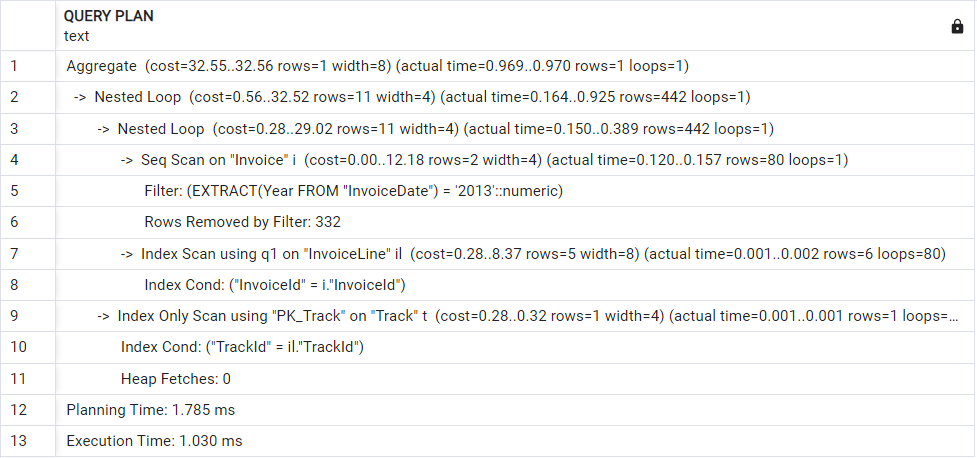 QUERY PLAN
text
1 Aggregate (cost=32.55..32.56 rows=1 width=8) (actual time=0.969..0.970 rows=1 loops=1)
2 -> Nested Loop (cost=0.56..32.52 rows=11 width=4) (actual time=0.164..0.925 rows=442 loops=1)
3 -> Nested Loop (cost=0.28..29.02 rows=11 width=4) (actual time=0.150..0.389 rows=442 loops=1)
4 -> Seq Scan on "Invoice" i (cost=0.00..12.18 rows=2 width=4) (actual time=0.120..0.157 rows=80 loops=1)
5 Filter: (EXTRACT(Year FROM "InvoiceDate") = '2013'::numeric)
6 Rows Removed by Filter: 332
7 -> Index Scan using q1 on "InvoiceLine" il (cost=0.28..8.37 rows=5 width=8) (actual time=0.001..0.002 rows=6 loops=80)
8 Index Cond: ("InvoiceId" = i."InvoiceId")
9 -> Index Only Scan using "PK_Track" on "Track" t (cost=0.28..0.32 rows=1 width=4) (actual time=0.001..0.001 rows=1 loops=...
10 Index Cond: ("TrackId" = il."TrackId")
11 Heap Fetches: 0
12 Planning Time: 1.785 ms
13 Execution Time: 1.030 ms